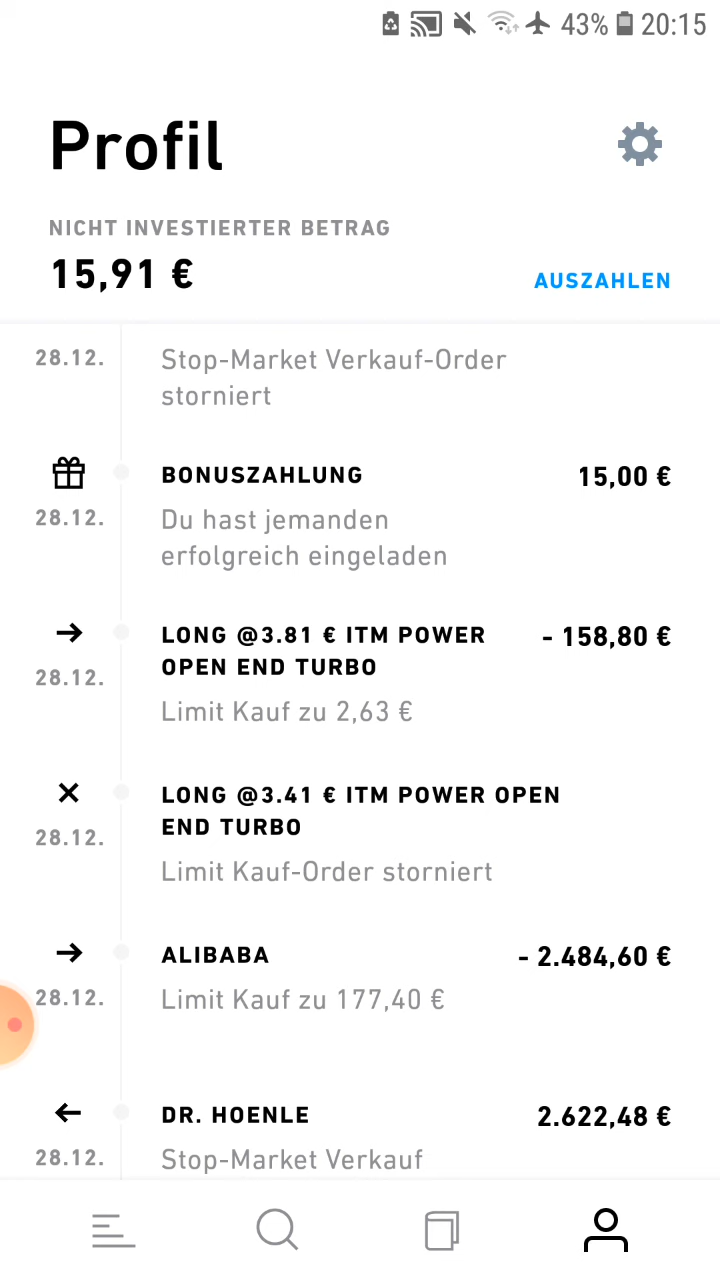 43% 20:15
Profil
NICHT INVESTIERTER BETRAG
15,91 €
AUSZAHLEN
28.12.
Stop-Market Verkauf-Order
storniert
BONUSZAHLUNG
15,00 €
28.12.
Du hast jemanden
erfolgreich eingeladen
LONG @3.81 € ITM POWER
- 158,80 €
OPEN END TURBO
28.12.
Limit Kauf zu 2,63 €
LONG @3.41 € ITM POWER OPEN
END TURBO
28.12.
Limit Kauf-Order storniert
ALIBABA
- 2.484,60 €
28.12.
Limit Kauf zu 177,40 €
DR. HOENLE
2.622,48 €
28.12.
Stop-Market Verkauf